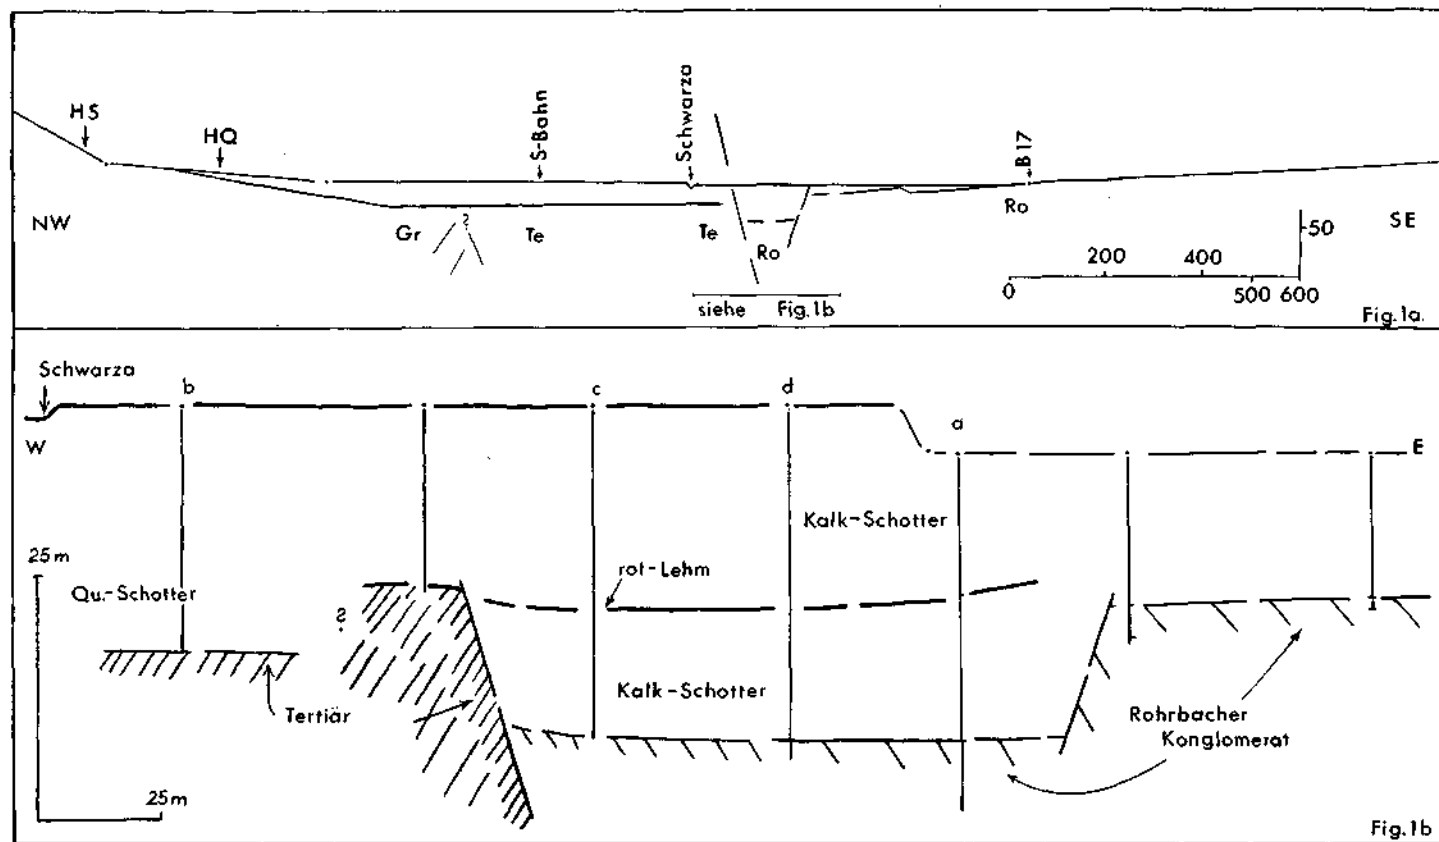 HS
HQ
S-Bahn
Schwarza
B17
NW
Gr
?
Te
Te
Ro
Ro
SE
50
200
400
0
500 600
siehe Fig.1b
Fig.1a.
Schwarza
b
c
d
a
W
E
Kalk-Schotter
25m
rot-Lehm
Qu.-Schotter
?
Kalk-Schotter
Tertiär
Rohrbacher
Konglomerat
25m
Fig.1b